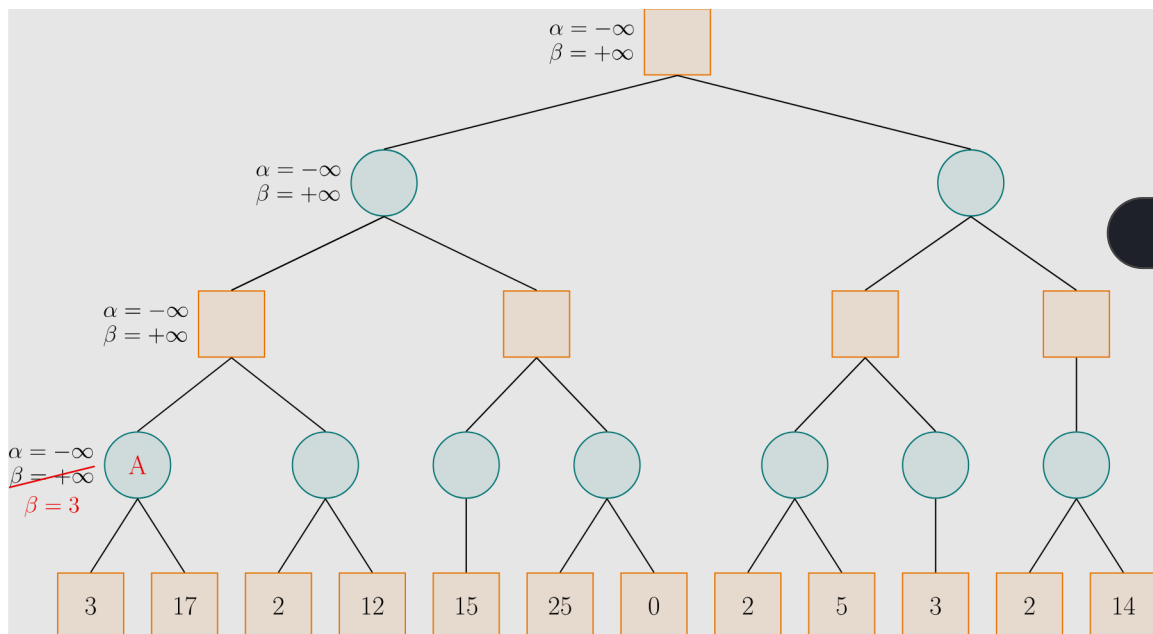 α = −∞
β = +∞
α = −∞
β = +∞
α = −∞
β = +∞
α = −∞
β = +∞
A
β = 3
3 17 2 12 15 25 0 2 5 3 2 14